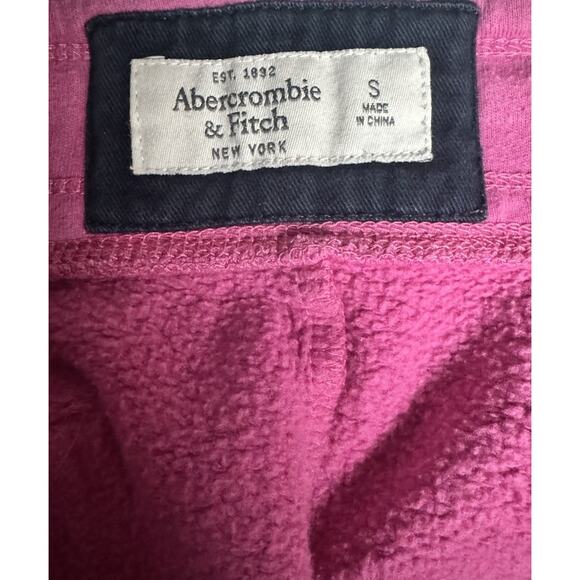 EST. 1892
Abercrombie
& Fitch
NEW YORK
S
MADE
IN CHINA